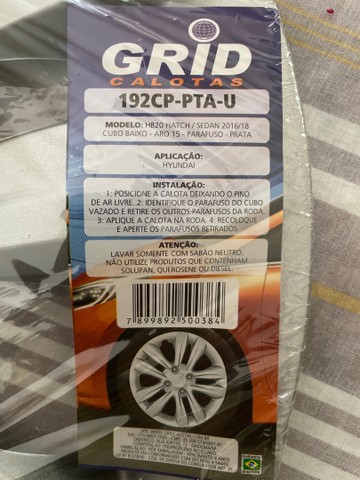 GRID
CALOTAS
192CP-PTA-U
MODELO: HB20 HATCH / SEDAN 2016/18
CUBO BAIXO - ARO 15 - PARAFUSO - PRATA
APLICAÇÃO:
HYUNDAI
INSTALAÇÃO:
1: POSICIONE A CALOTA DEIXANDO O PINO
DE AR LIVRE. 2: IDENTIFIQUE O PARAFUSO DO CUBO
VAZADO E RETIRE OS OUTROS PARAFUSOS DA RODA
3: APLIQUE A CALOTA NA RODA. 4: RECOLOQUE
E APERTE OS PARAFUSOS RETIRADOS
ATENÇÃO:
LAVAR SOMENTE COM SABÃO NEUTRO,
NÃO UTILIZE PRODUTOS QUE CONTENHAM
SOLUPAN, QUEROSENE OU DIESEL.
7899892500384